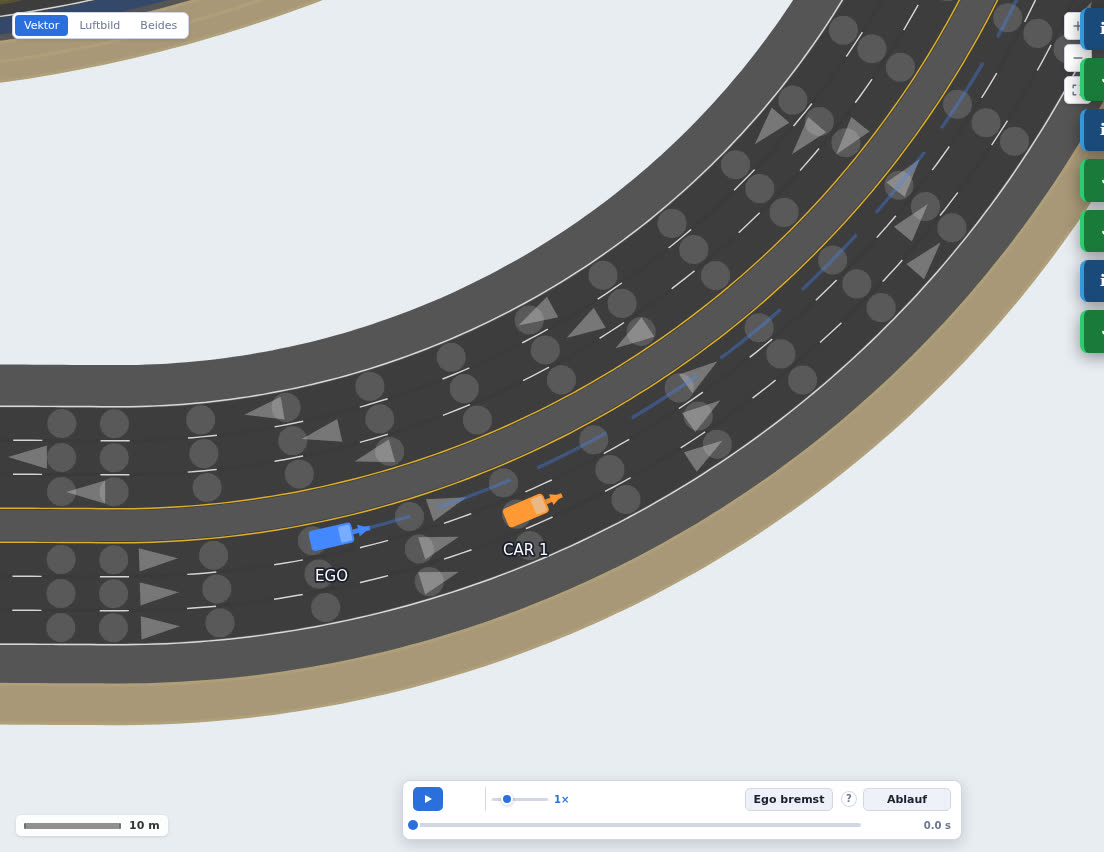 Vektor Luftbild Beides
EGO
CAR 1
10 m
1×
Ego bremst ? Ablauf
0.0 s